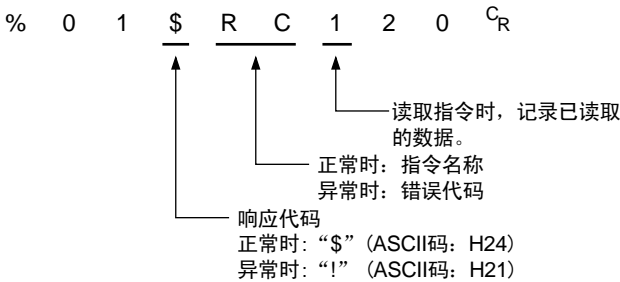 % 0 1 $ R C 1 2 0 CR
读取指令时，记录已读取
的数据。
正常时：指令名称
异常时：错误代码
响应代码
正常时：“$”（ASCII码：H24）
异常时：“!”（ASCII码：H21）